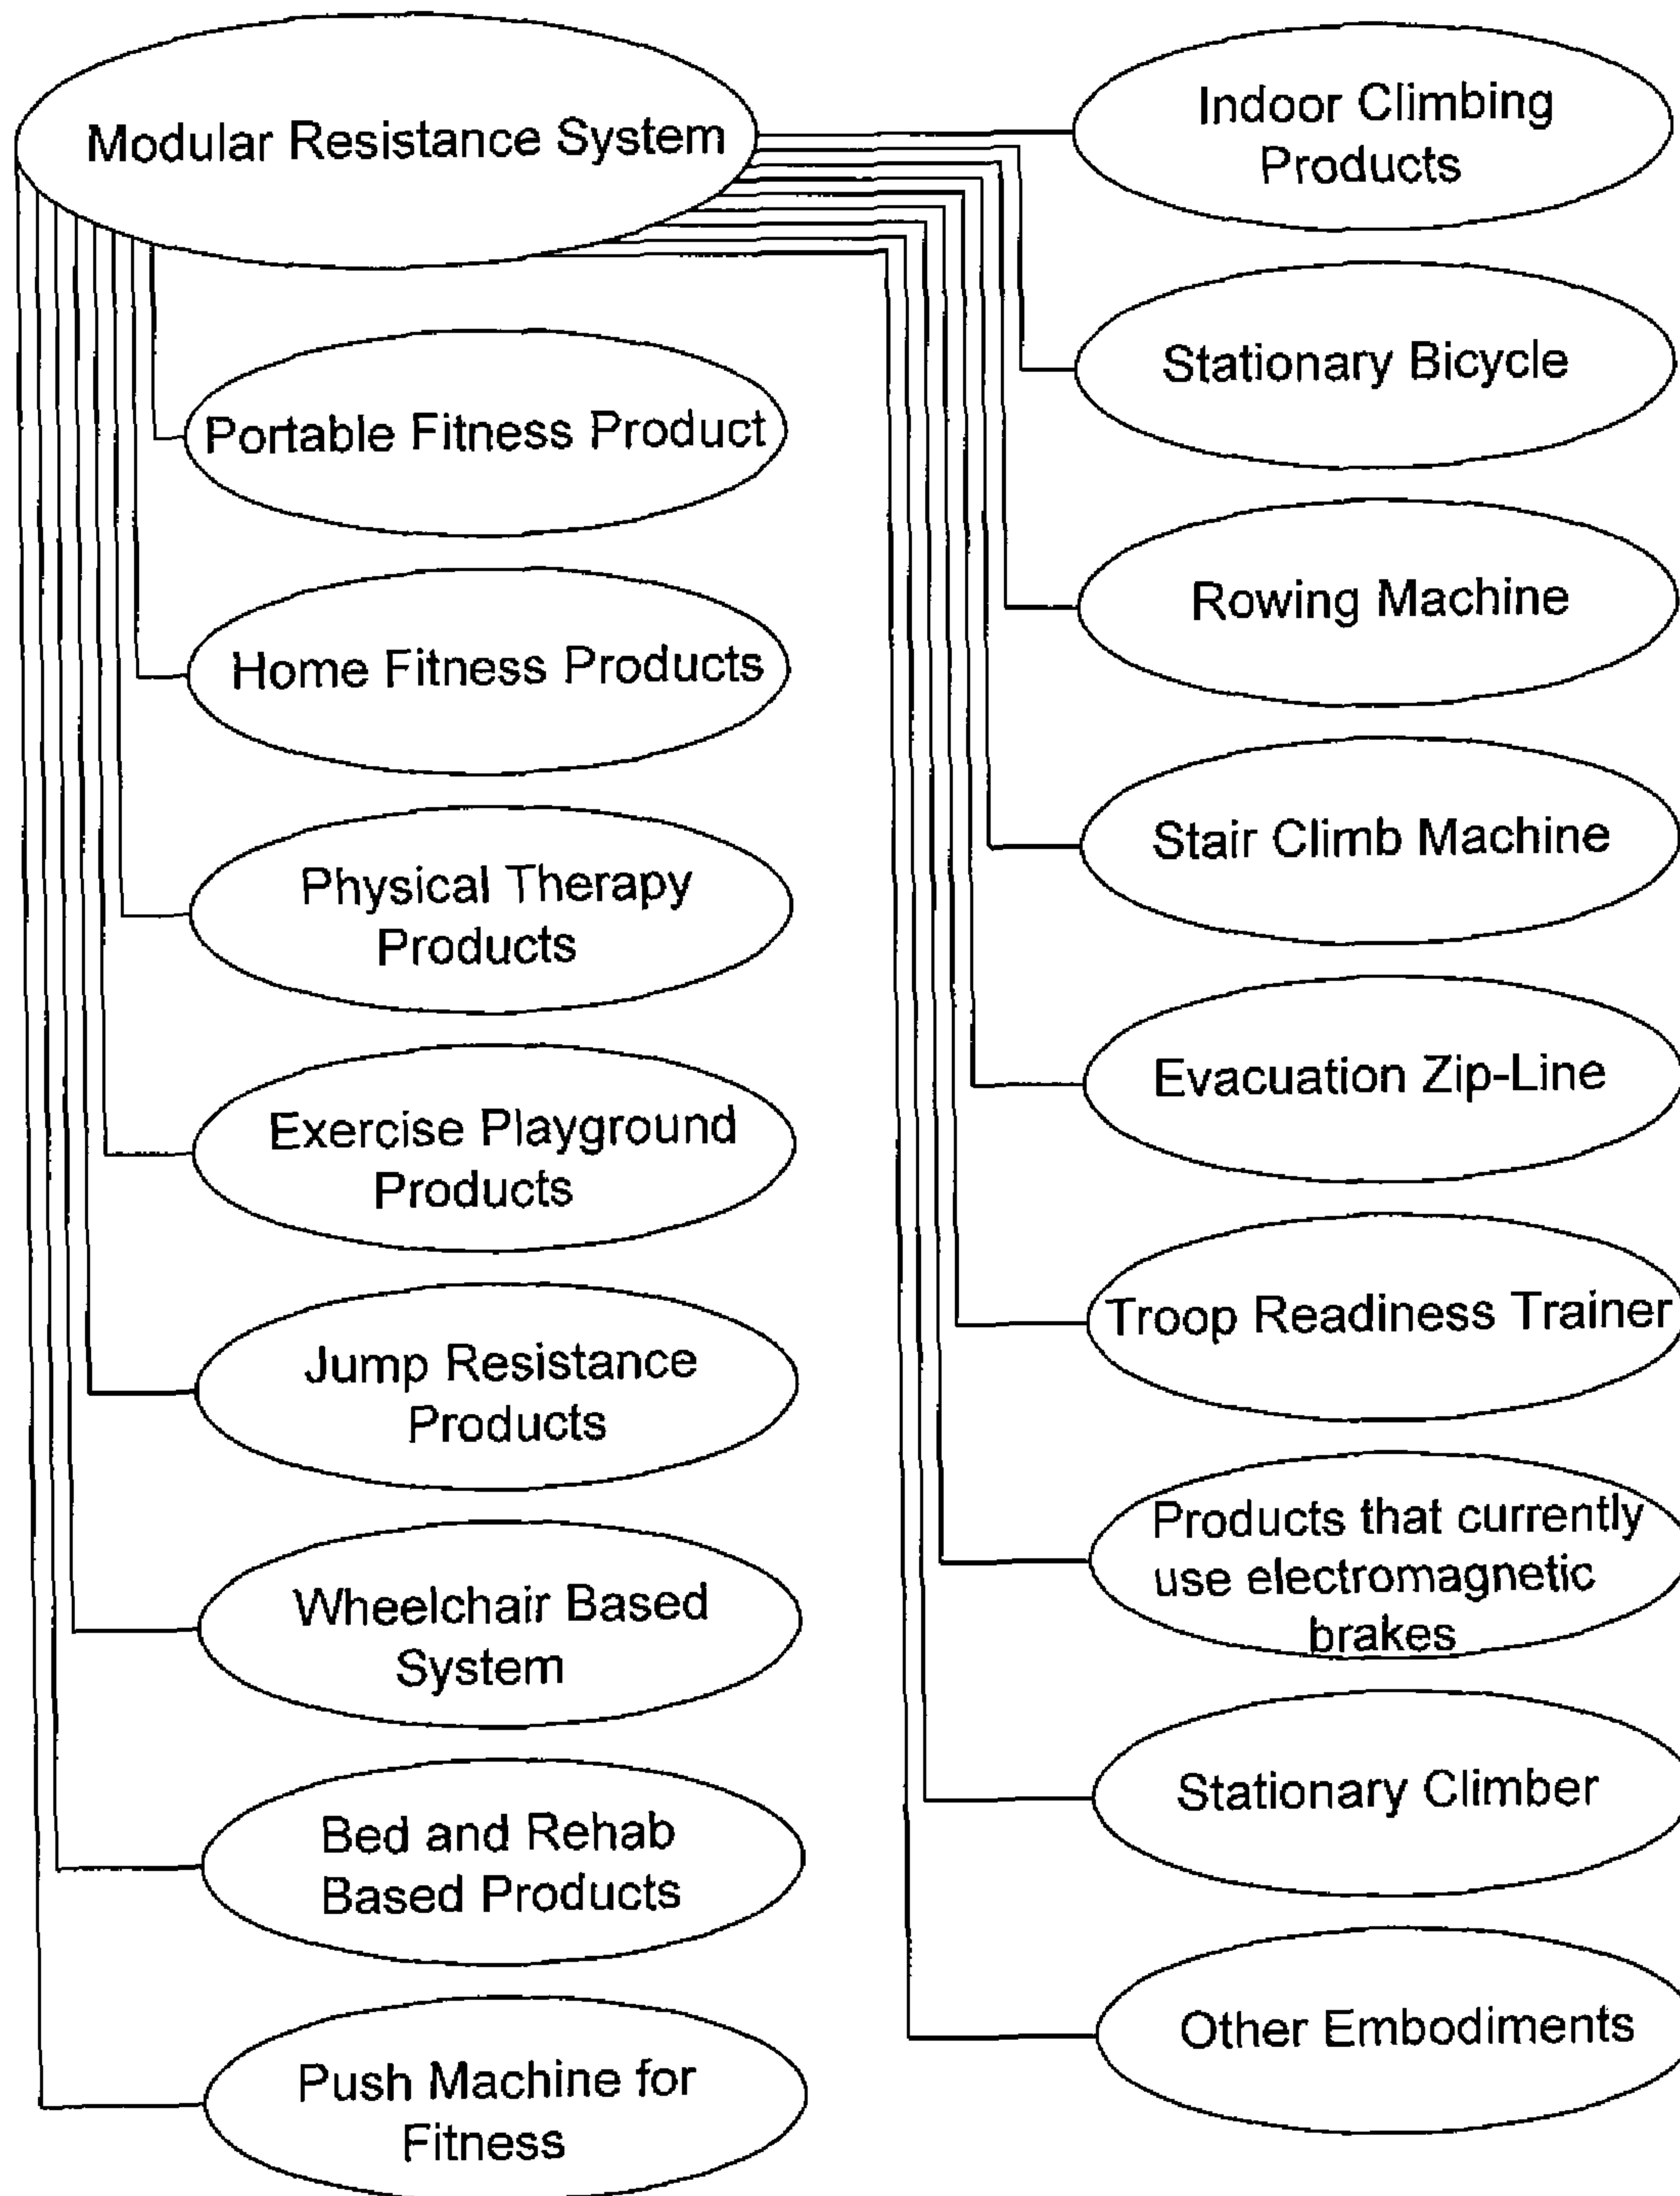 Modular Resistance System
Portable Fitness Product
Home Fitness Products
Physical Therapy
Products
Exercise Playground
Products
Jump Resistance
Products
Wheelchair Based
System
Bed and Rehab
Based Products
Push Machine for
Fitness
Indoor Climbing
Products
Stationary Bicycle
Rowing Machine
Stair Climb Machine
Evacuation Zip-Line
Troop Readiness Trainer
Products that currently
use electromagnetic
brakes
Stationary Climber
Other Embodiments